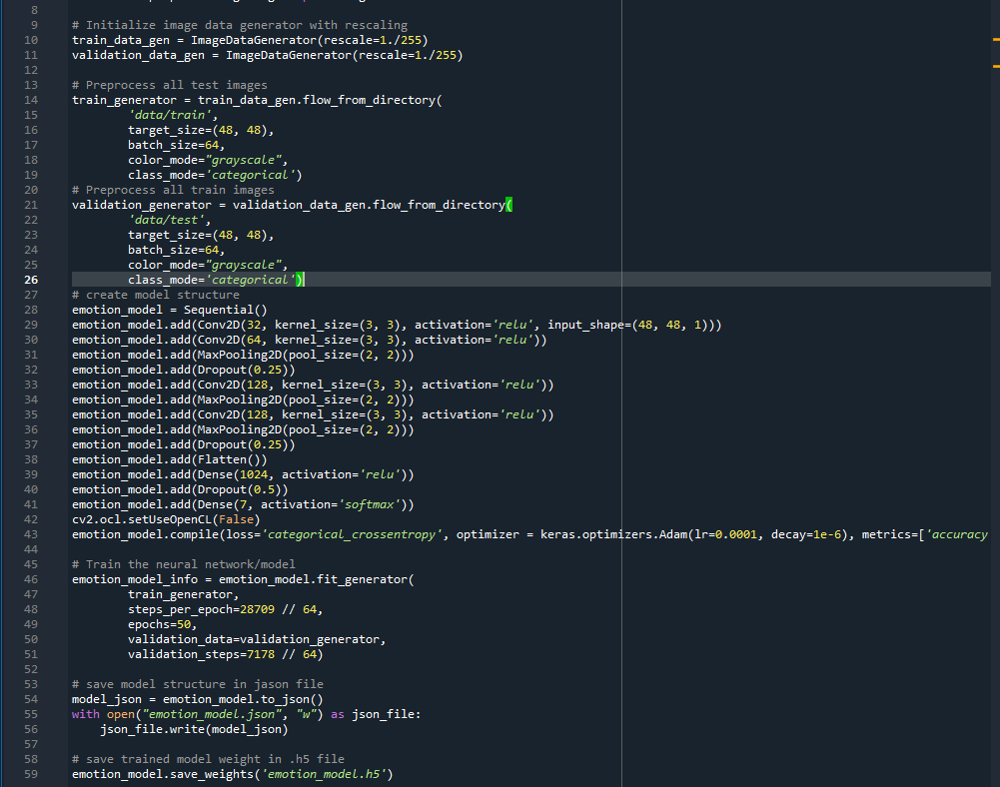 8
9 # Initialize image data generator with rescaling
10 train_data_gen = ImageDataGenerator(rescale=1./255)
11 validation_data_gen = ImageDataGenerator(rescale=1./255)
12
13 # Preprocess all test images
14 train_generator = train_data_gen.flow_from_directory(
15         'data/train',
16         target_size=(48, 48),
17         batch_size=64,
18         color_mode="grayscale",
19         class_mode='categorical')
20 # Preprocess all train images
21 validation_generator = validation_data_gen.flow_from_directory(
22         'data/test',
23         target_size=(48, 48),
24         batch_size=64,
25         color_mode="grayscale",
26         class_mode='categorical')
27 # create model structure
28 emotion_model = Sequential()
29 emotion_model.add(Conv2D(32, kernel_size=(3, 3), activation='relu', input_shape=(48, 48, 1)))
30 emotion_model.add(Conv2D(64, kernel_size=(3, 3), activation='relu'))
31 emotion_model.add(MaxPooling2D(pool_size=(2, 2)))
32 emotion_model.add(Dropout(0.25))
33 emotion_model.add(Conv2D(128, kernel_size=(3, 3), activation='relu'))
34 emotion_model.add(MaxPooling2D(pool_size=(2, 2)))
35 emotion_model.add(Conv2D(128, kernel_size=(3, 3), activation='relu'))
36 emotion_model.add(MaxPooling2D(pool_size=(2, 2)))
37 emotion_model.add(Dropout(0.25))
38 emotion_model.add(Flatten())
39 emotion_model.add(Dense(1024, activation='relu'))
40 emotion_model.add(Dropout(0.5))
41 emotion_model.add(Dense(7, activation='softmax'))
42 cv2.ocl.setUseOpenCL(False)
43 emotion_model.compile(loss='categorical_crossentropy', optimizer = keras.optimizers.Adam(lr=0.0001, decay=1e-6), metrics=['accuracy
44
45 # Train the neural network/model
46 emotion_model_info = emotion_model.fit_generator(
47         train_generator,
48         steps_per_epoch=28709 // 64,
49         epochs=50,
50         validation_data=validation_generator,
51         validation_steps=7178 // 64)
52
53 # save model structure in jason file
54 model_json = emotion_model.to_json()
55 with open("emotion_model.json", "w") as json_file:
56     json_file.write(model_json)
57
58 # save trained model weight in .h5 file
59 emotion_model.save_weights('emotion_model.h5')